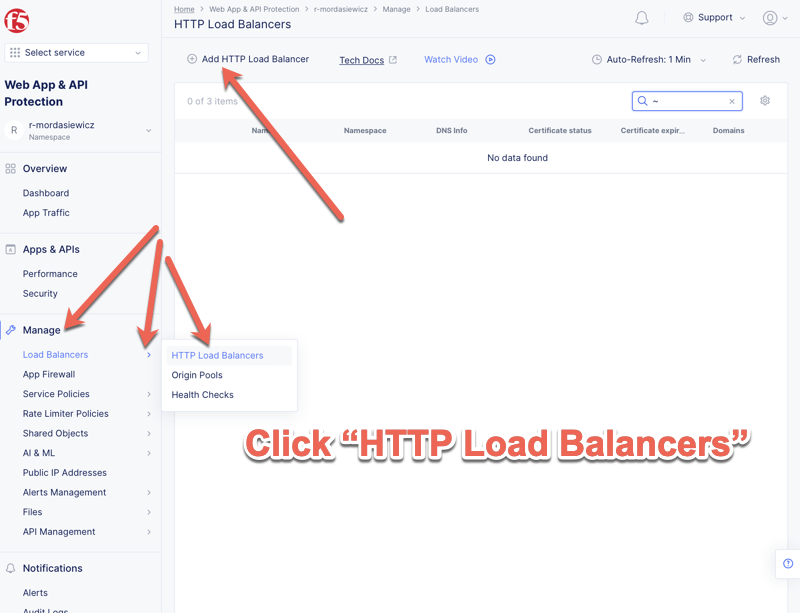 f5
Home > Web App & API Protection > r-mordasiewicz > Manage > Load Balancers
HTTP Load Balancers
Support
Select service
Web App & API
Protection
R
r-mordasiewicz
Namespace
Overview
Dashboard
App Traffic
Apps & APIs
Performance
Security
Manage
Load Balancers
App Firewall
Service Policies
Rate Limiter Policies
Shared Objects
AI & ML
Public IP Addresses
Alerts Management
Files
API Management
Notifications
Alerts
Audit Logs
HTTP Load Balancers
Origin Pools
Health Checks
Add HTTP Load Balancer
Tech Docs
Watch Video
Auto-Refresh: 1 Min
Refresh
0 of 3 items
~
Name
Namespace
DNS Info
Certificate status
Certificate expir...
Domains
No data found
Click “HTTP Load Balancers”